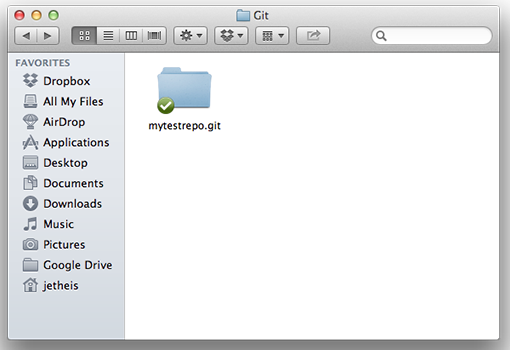 Git
FAVORITES
Dropbox
All My Files
AirDrop
Applications
Desktop
Documents
Downloads
Music
Pictures
Google Drive
jetheis
mytestrepo.git